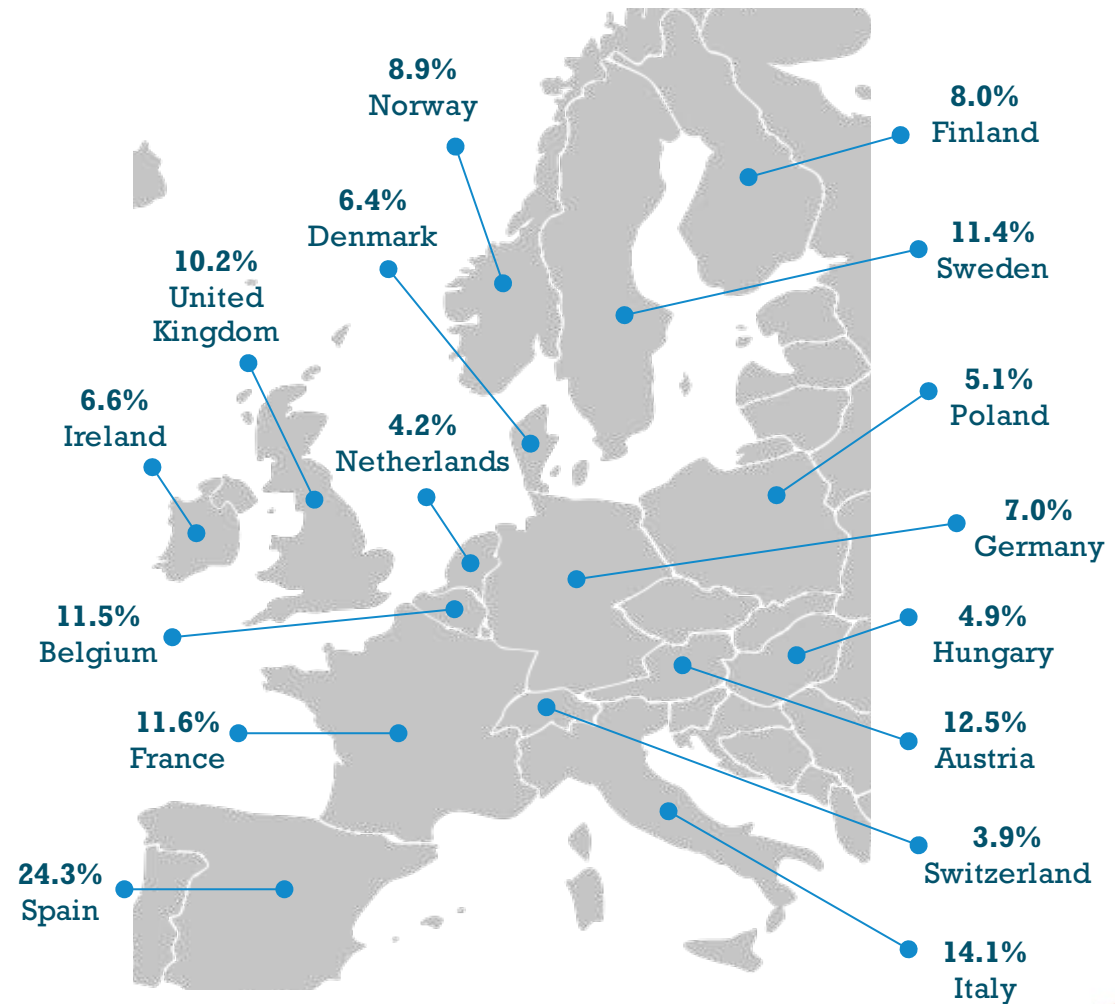 8.9%
Norway
8.0%
Finland
6.4%
Denmark
11.4%
Sweden
10.2%
United
Kingdom
5.1%
Poland
6.6%
Ireland
4.2%
Netherlands
7.0%
Germany
11.5%
Belgium
4.9%
Hungary
11.6%
France
12.5%
Austria
3.9%
Switzerland
24.3%
Spain
14.1%
Italy